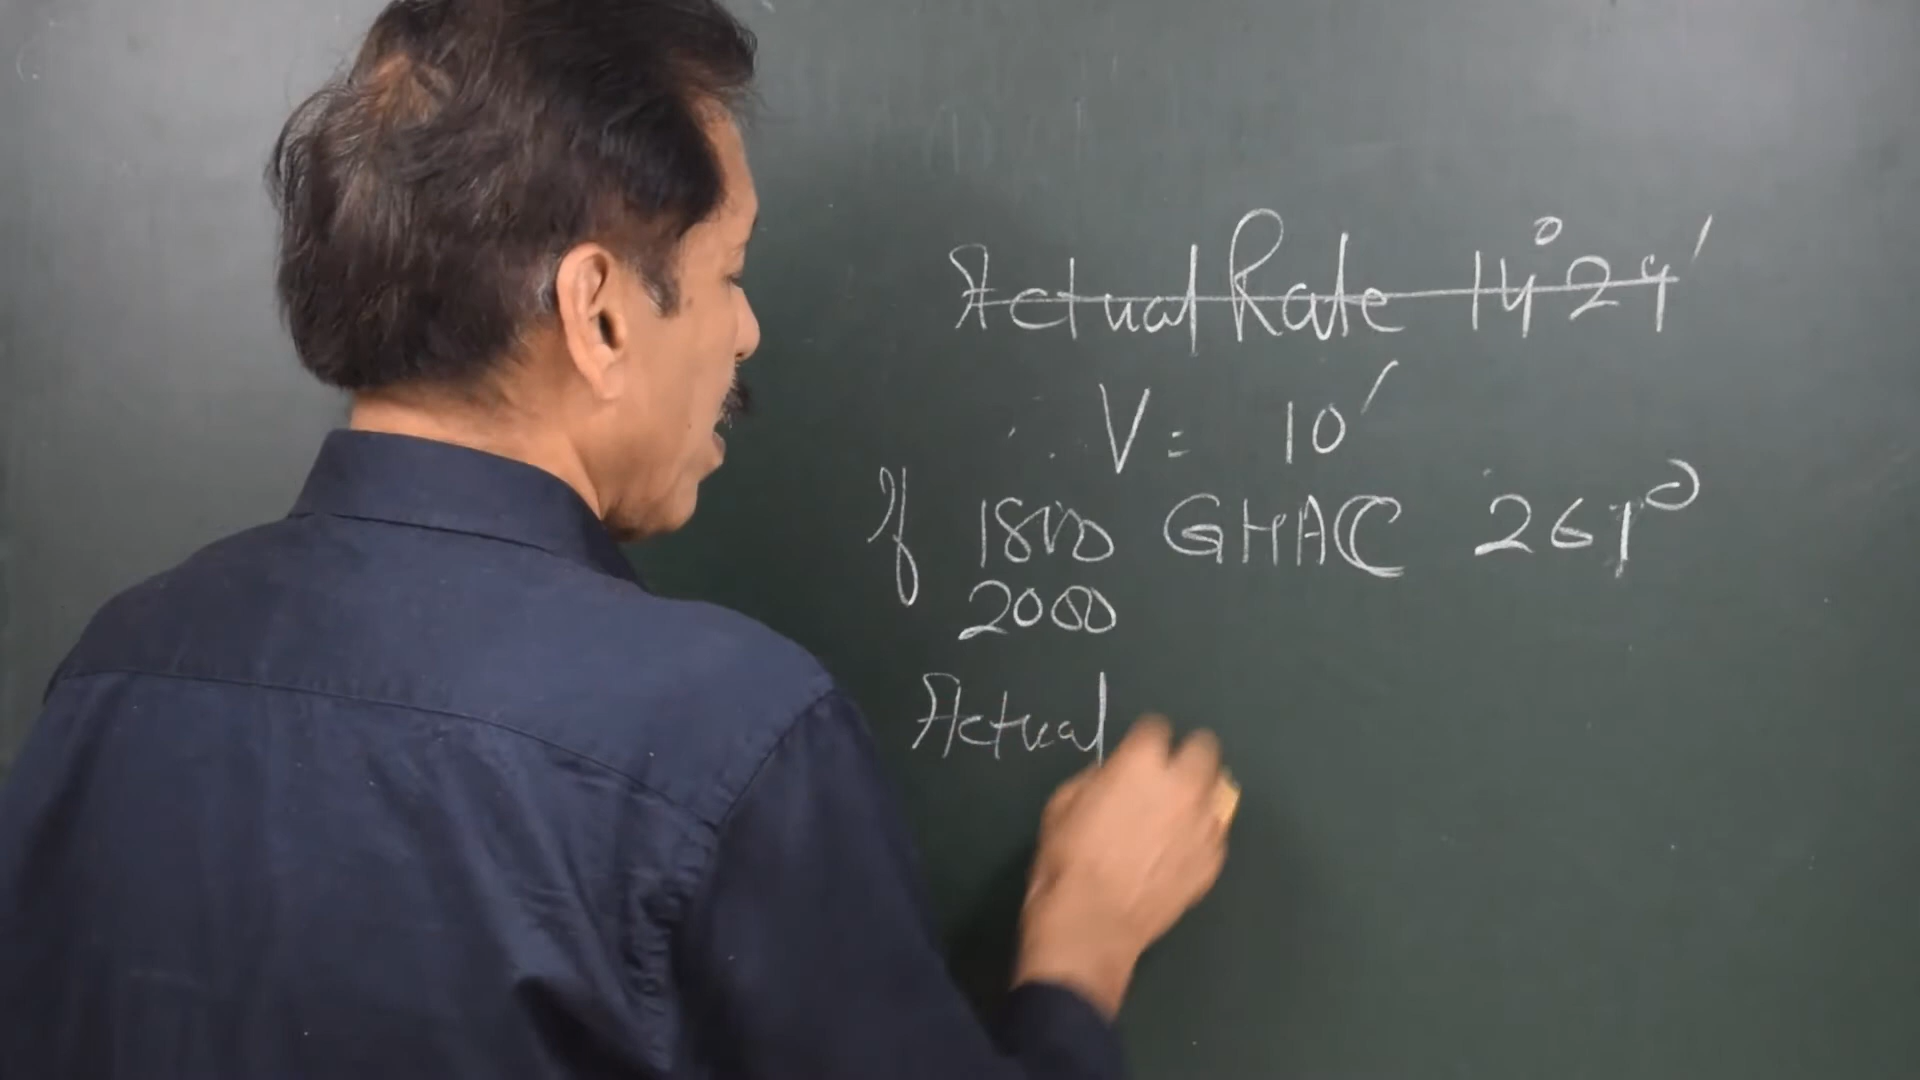 Actual Rate 14° 24'
∴ V = 10'
If 1800 GHAC 261°
2000
Actual